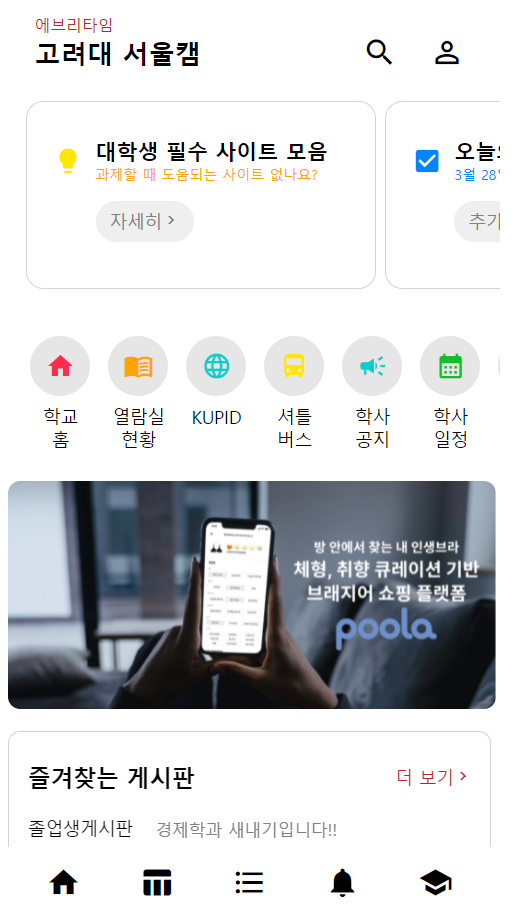 에브리타임
고려대 서울캠
대학생 필수 사이트 모음
과제할 때 도움되는 사이트 없나요?
자세히
3월 28
추가
학교
홈
열람실
현황
KUPID
셔틀
버스
학사
공지
학사
일정
방 안에서 찾는 내 인생브라
체형, 취향 큐레이션 기반
브래지어 쇼핑 플랫폼
poola
즐겨찾는 게시판
더 보기
졸업생게시판 경제학과 새내기입니다!!